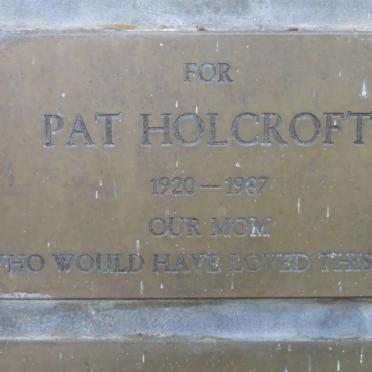 FOR
PAT HOLCROFT
1920—1987
OUR MOM
WHO WOULD HAVE LOVED THIS